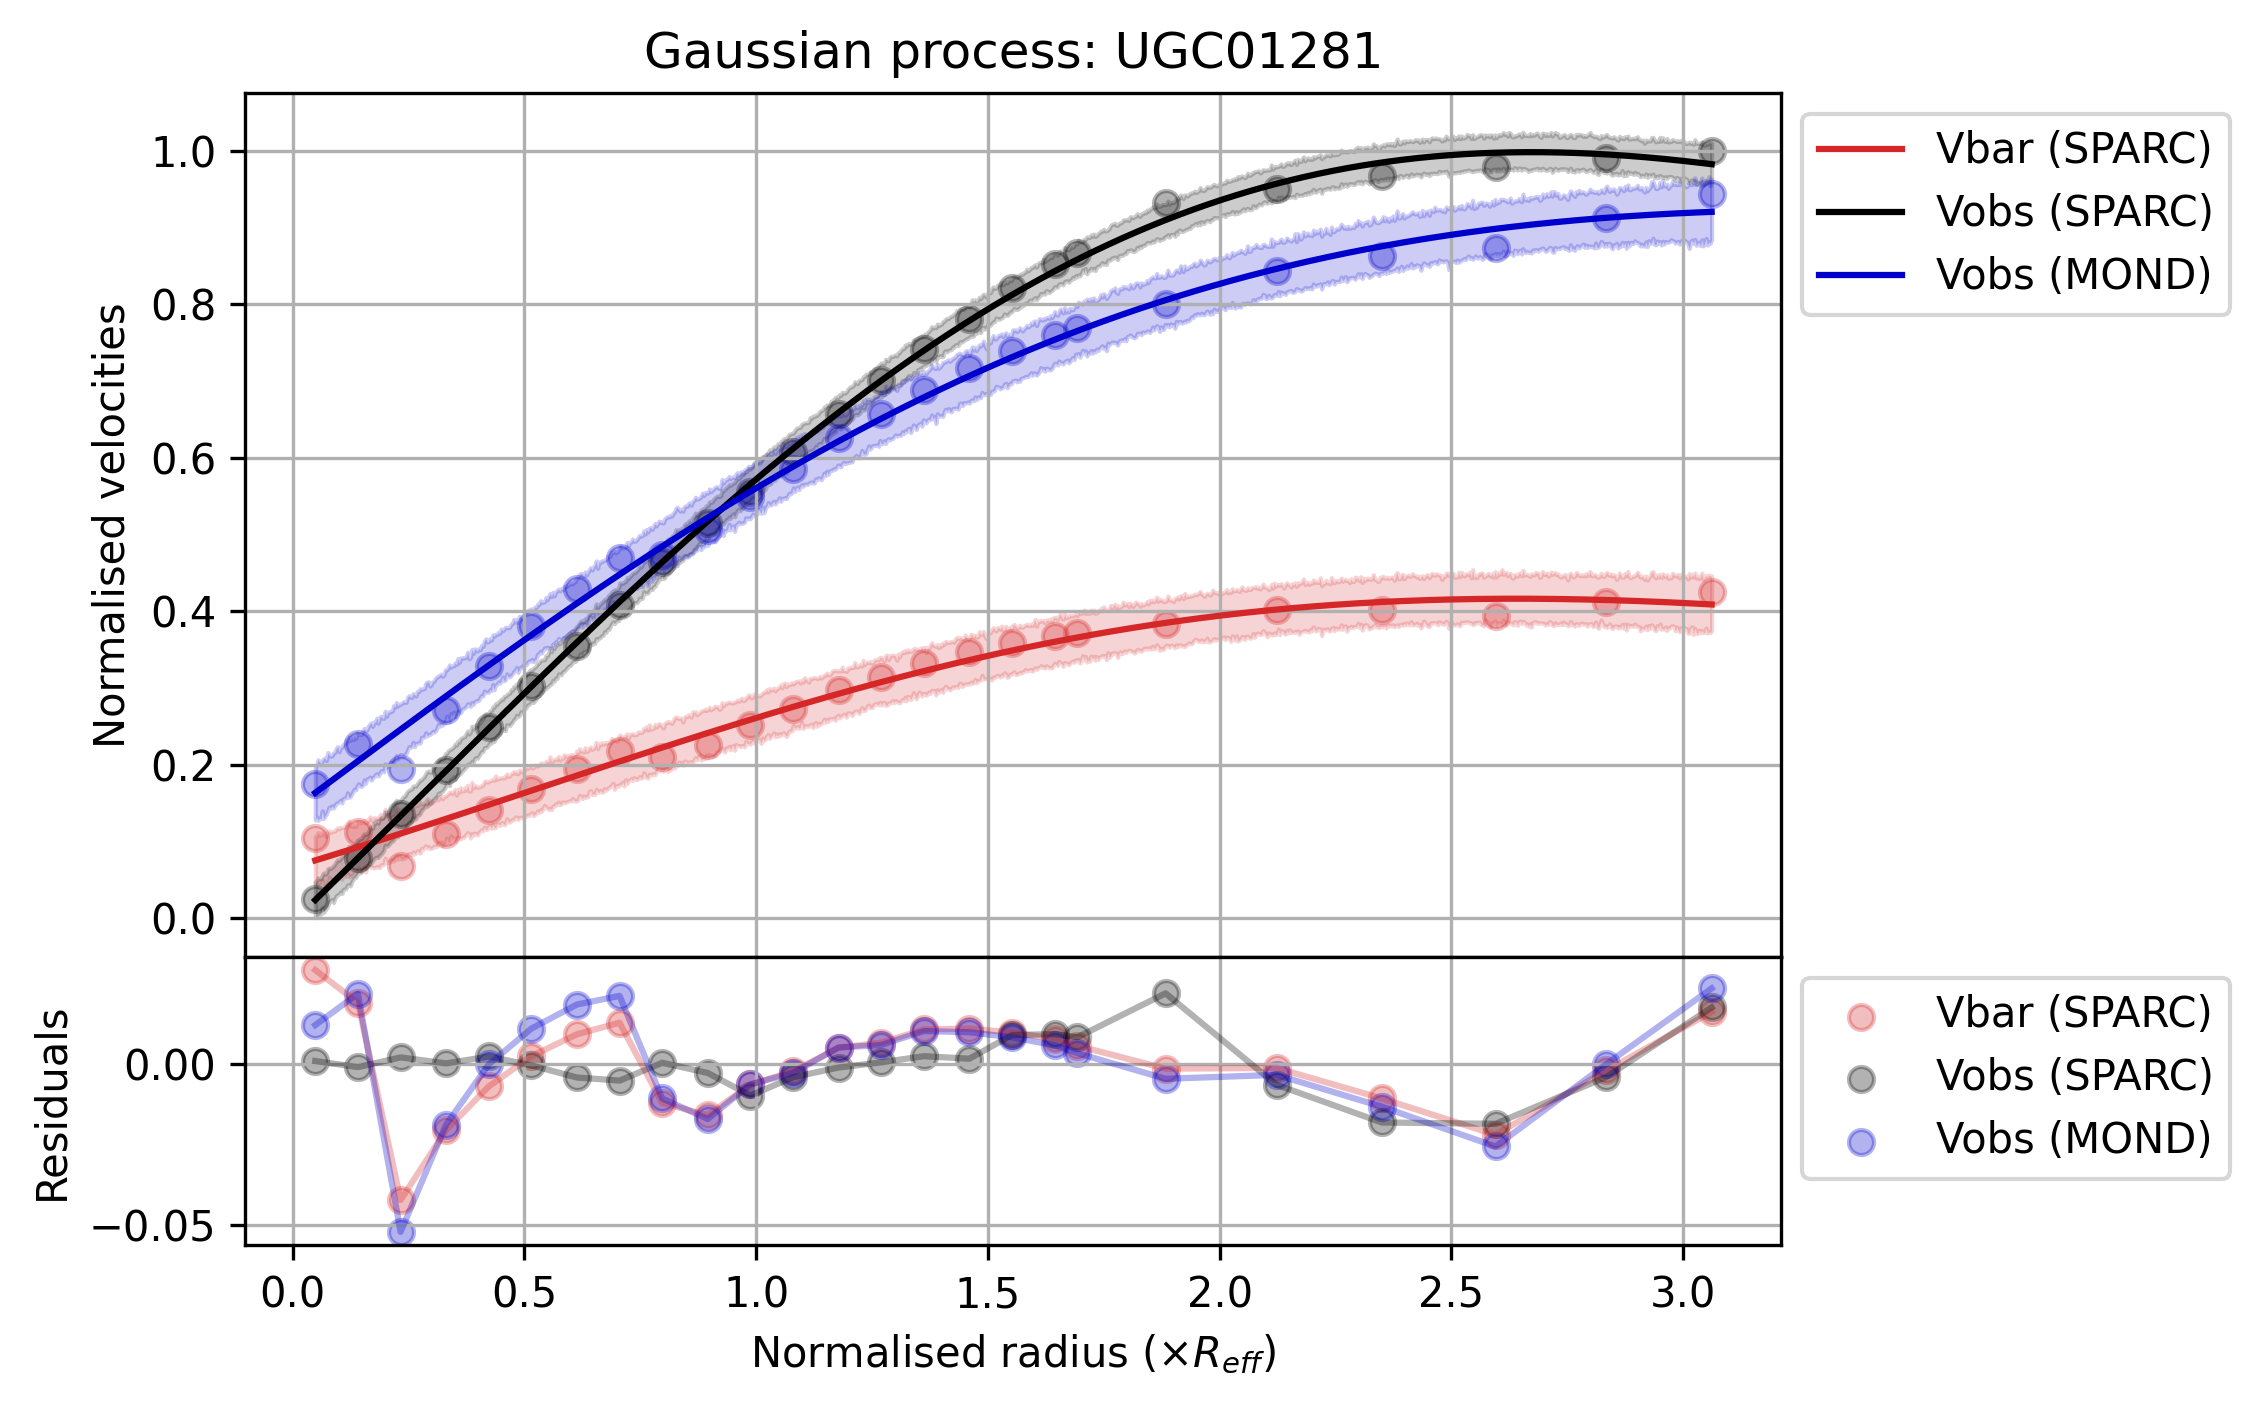 Gaussian process: UGC01281
Normalised velocities
1.0
0.8
0.6
0.4
0.2
0.0
Vbar (SPARC)
Vobs (SPARC)
Vobs (MOND)
Residuals
0.00
−0.05
Vbar (SPARC)
Vobs (SPARC)
Vobs (MOND)
0.0 0.5 1.0 1.5 2.0 2.5 3.0
Normalised radius (×R_eff)